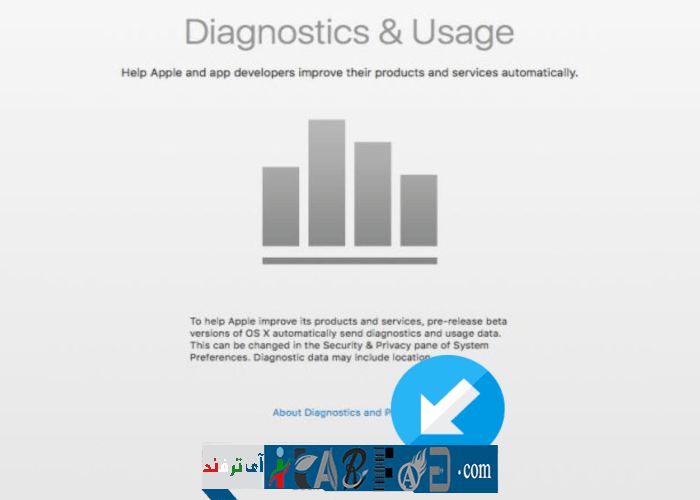 Diagnostics & Usage
Help Apple and app developers improve their products and services automatically.
To help Apple improve its products and services, pre-release beta
versions of OS X automatically send diagnostics and usage data.
This can be changed in the Security & Privacy pane of System
Preferences. Diagnostic data may include location.
About Diagnostics and
آی ترفند
.com